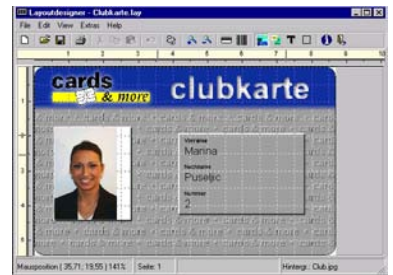 Layoutdesigner - Clubkarte.lay
File Edit View Extras Help
cards
& more
clubkarte
Vorname
Marina
Nachname
Puseljic
Nummer
2
Mausposition ( 35,71; 19,55 ) 141% Seite: 1 Hintergr.: Club.jpg